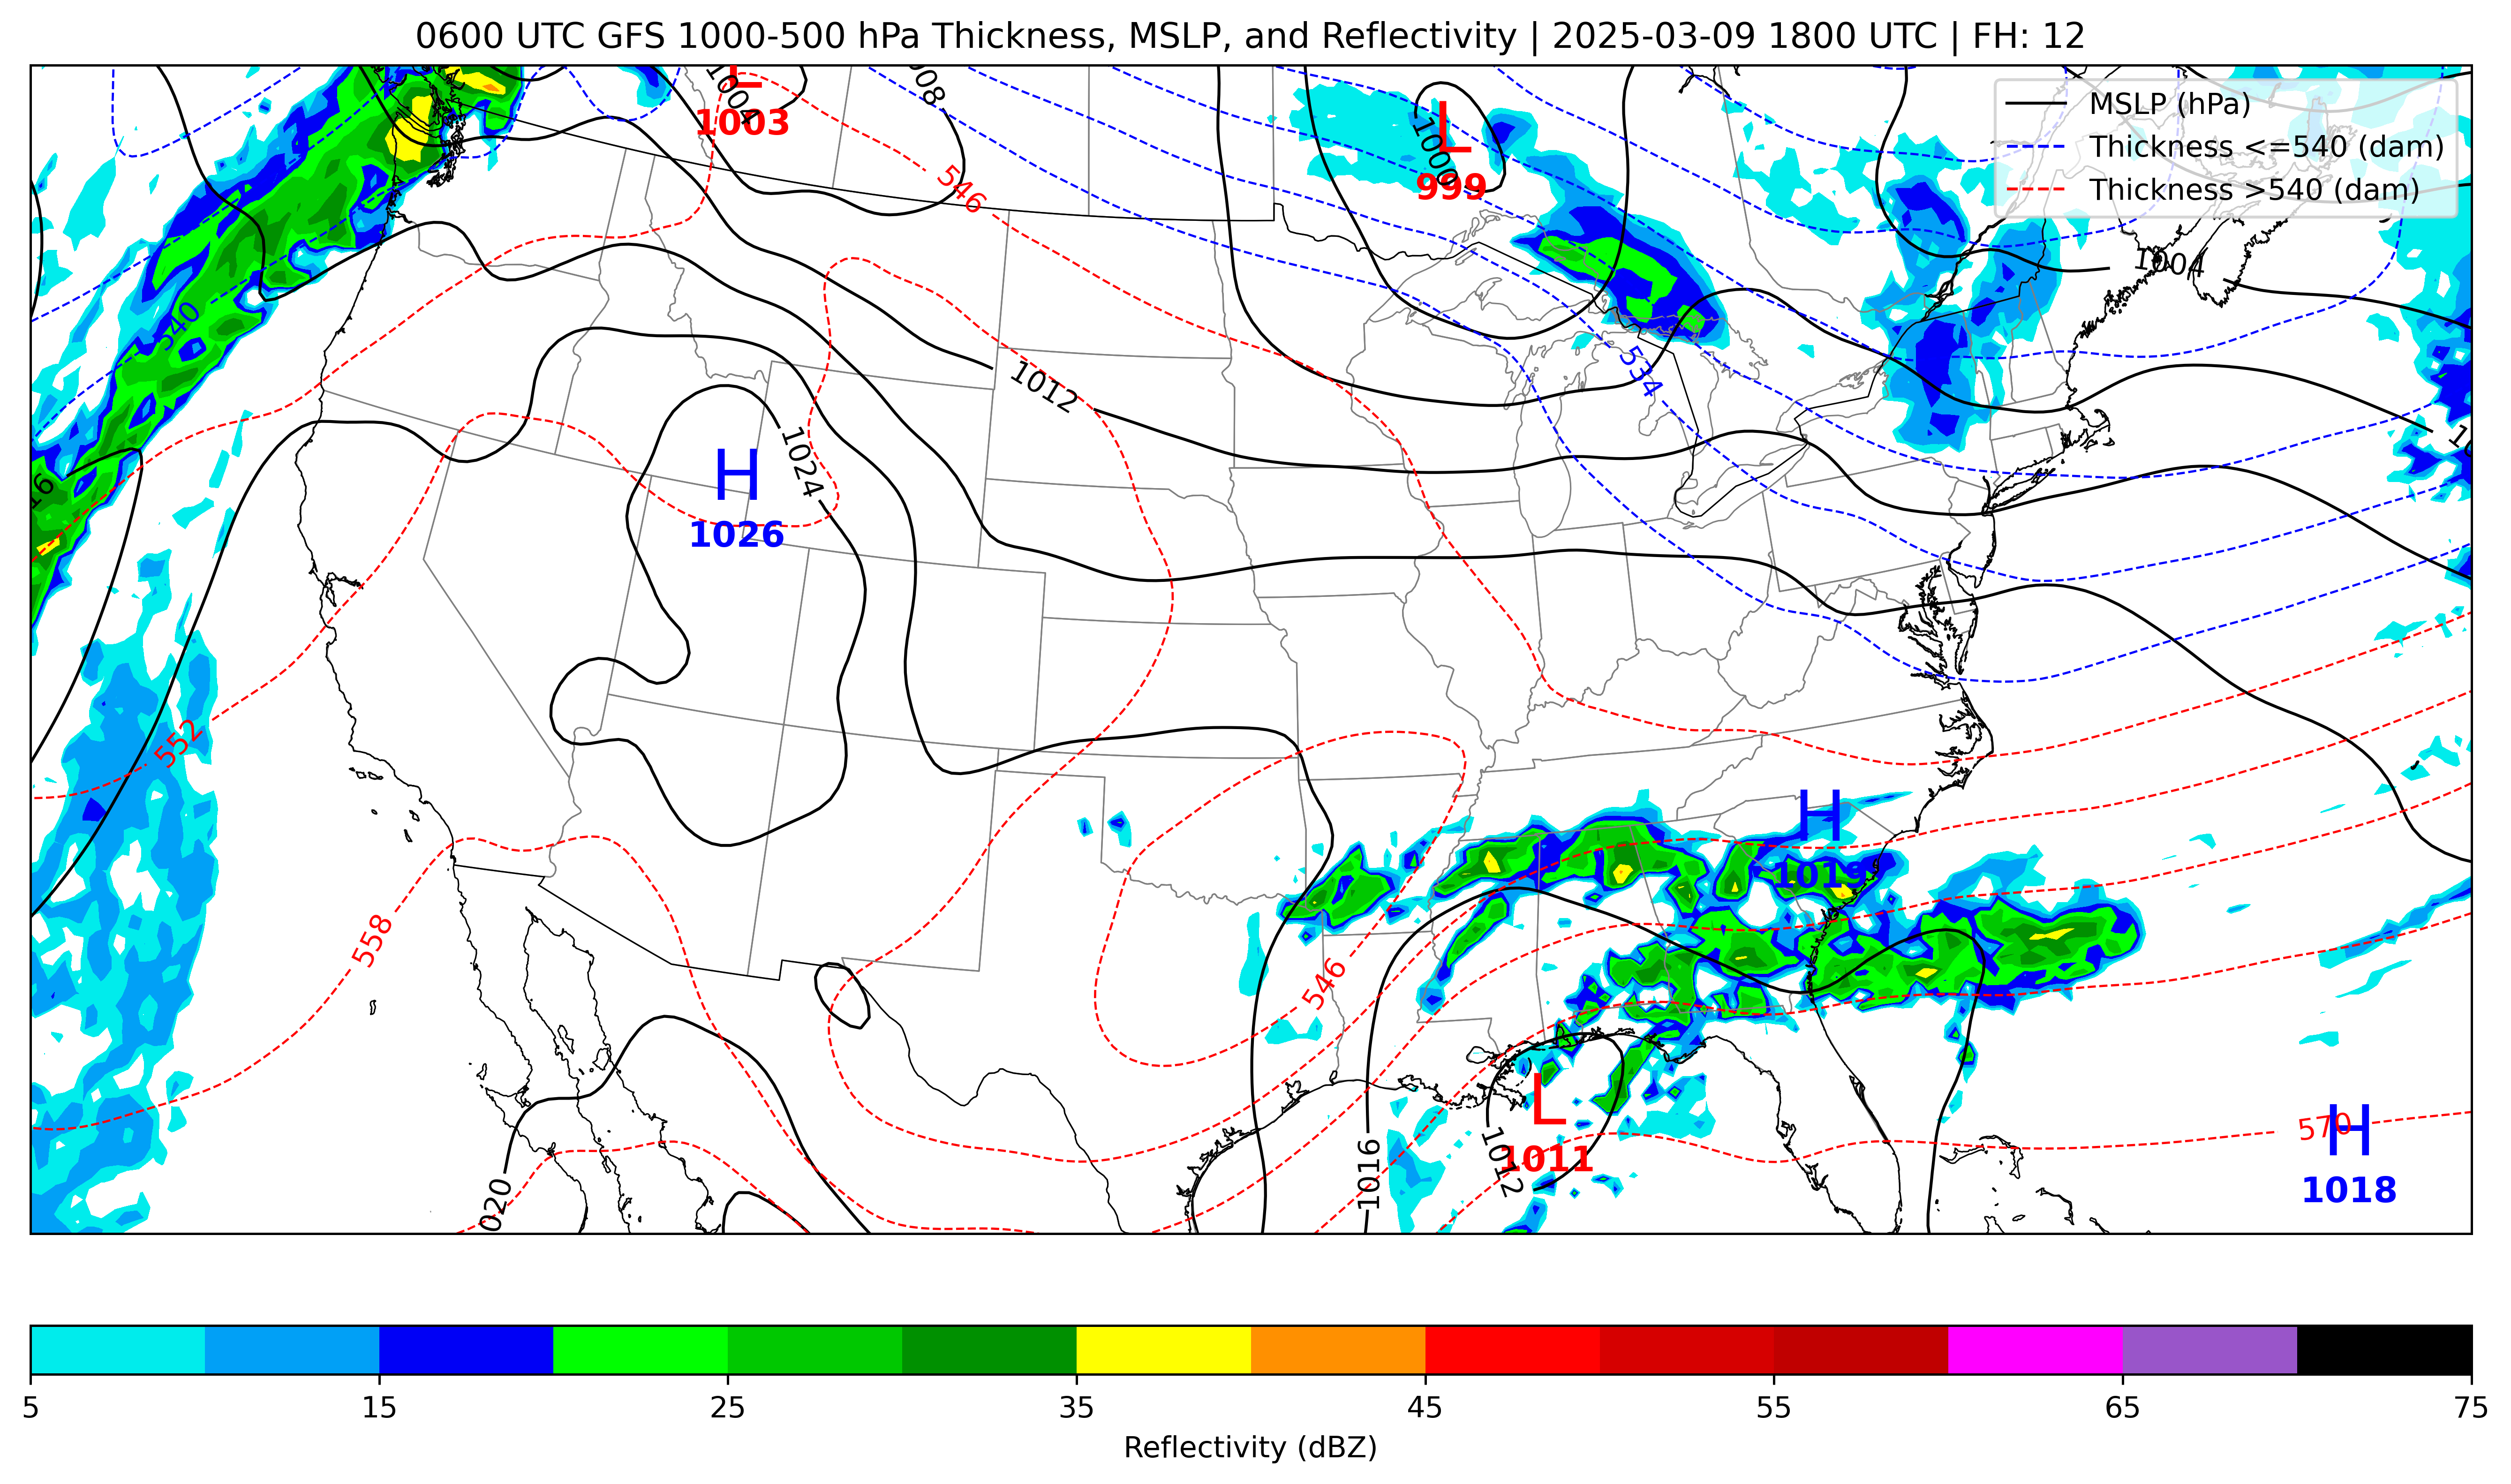 0600 UTC GFS 1000-500 hPa Thickness, MSLP, and Reflectivity | 2025-03-09 1800 UTC | FH: 12
MSLP (hPa)
Thickness <=540 (dam)
Thickness >540 (dam)
1004
L
1003
546
1000
L
999
1004
540
1012
534
1024
H
1026
16
552
558
H
1019
546
L
1011
1012
1016
570
H
1018
5
15
25
35
45
55
65
75
Reflectivity (dBZ)